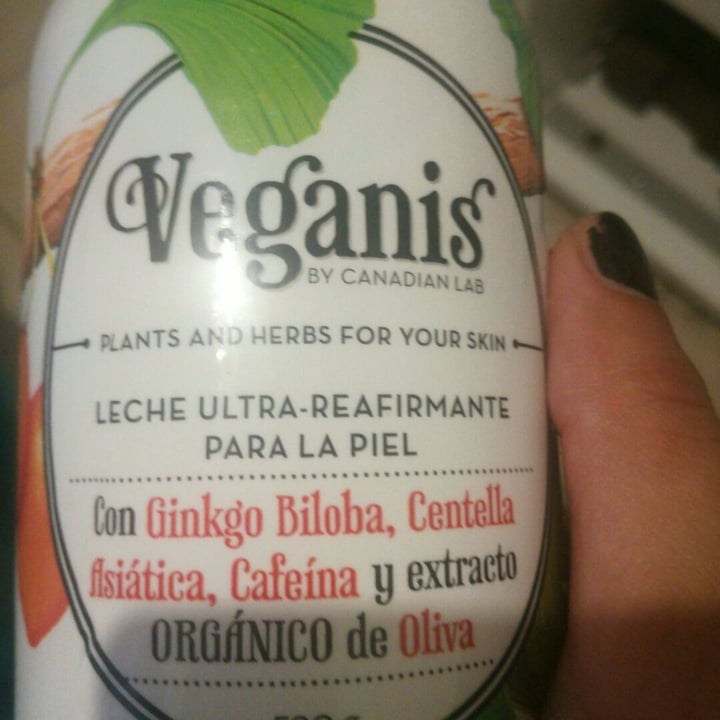 Veganis
BY CANADIAN LAB
PLANTS AND HERBS FOR YOUR SKIN
LECHE ULTRA-REAFIRMANTE
PARA LA PIEL
Con Ginkgo Biloba, Centella
Asiática, Cafeína y extracto
ORGÁNICO de Oliva